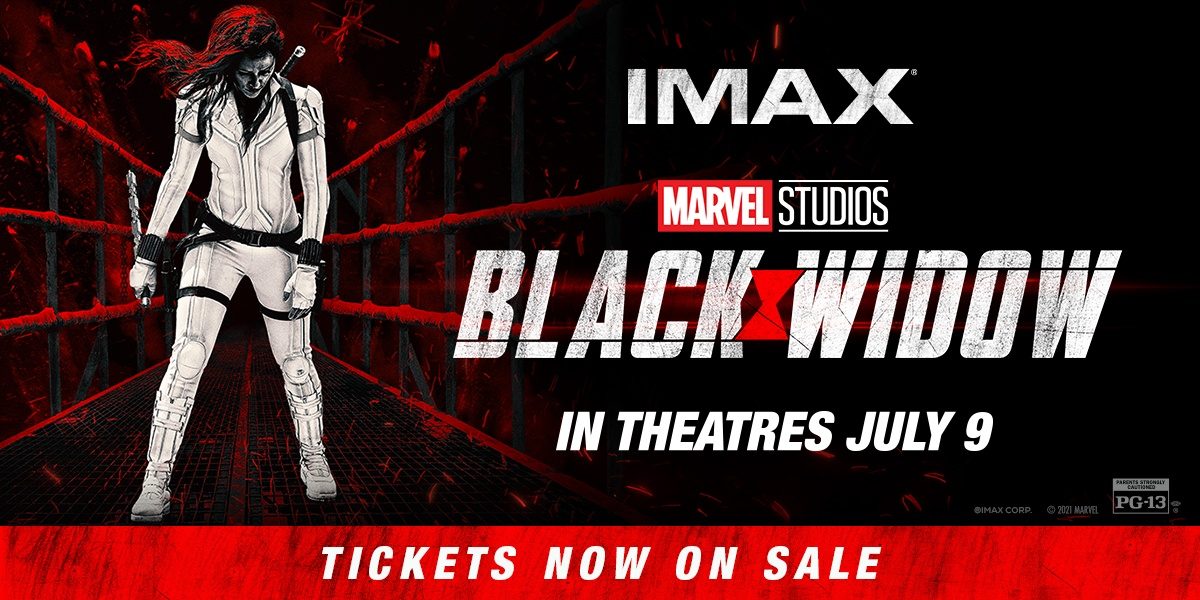 IMAX®
MARVEL STUDIOS
BLACK WIDOW
IN THEATRES JULY 9
PARENTS STRONGLY
CAUTIONED
PG-13
®IMAX CORP. © 2021 MARVEL
TICKETS NOW ON SALE